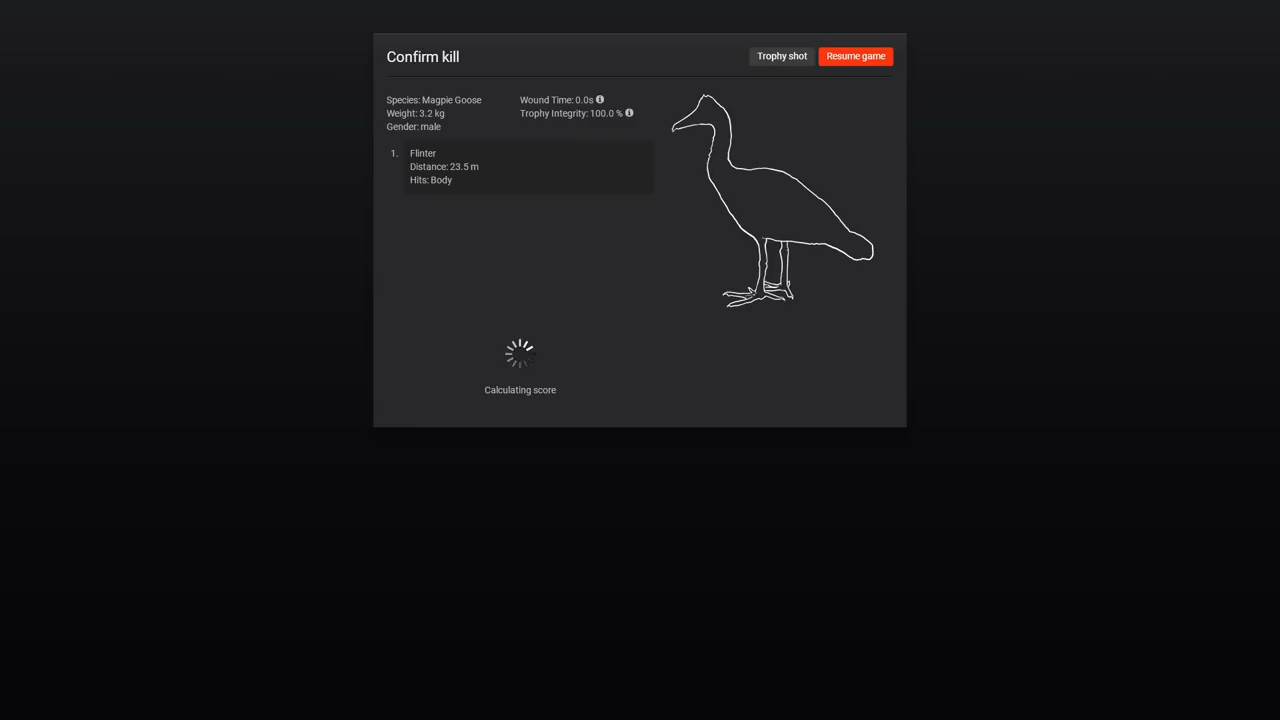 Confirm kill
Trophy shot
Resume game
Species: Magpie Goose
Weight: 3.2 kg
Gender: male
Wound Time: 0.0s
Trophy Integrity: 100.0 %
1. Flinter
Distance: 23.5 m
Hits: Body
Calculating score